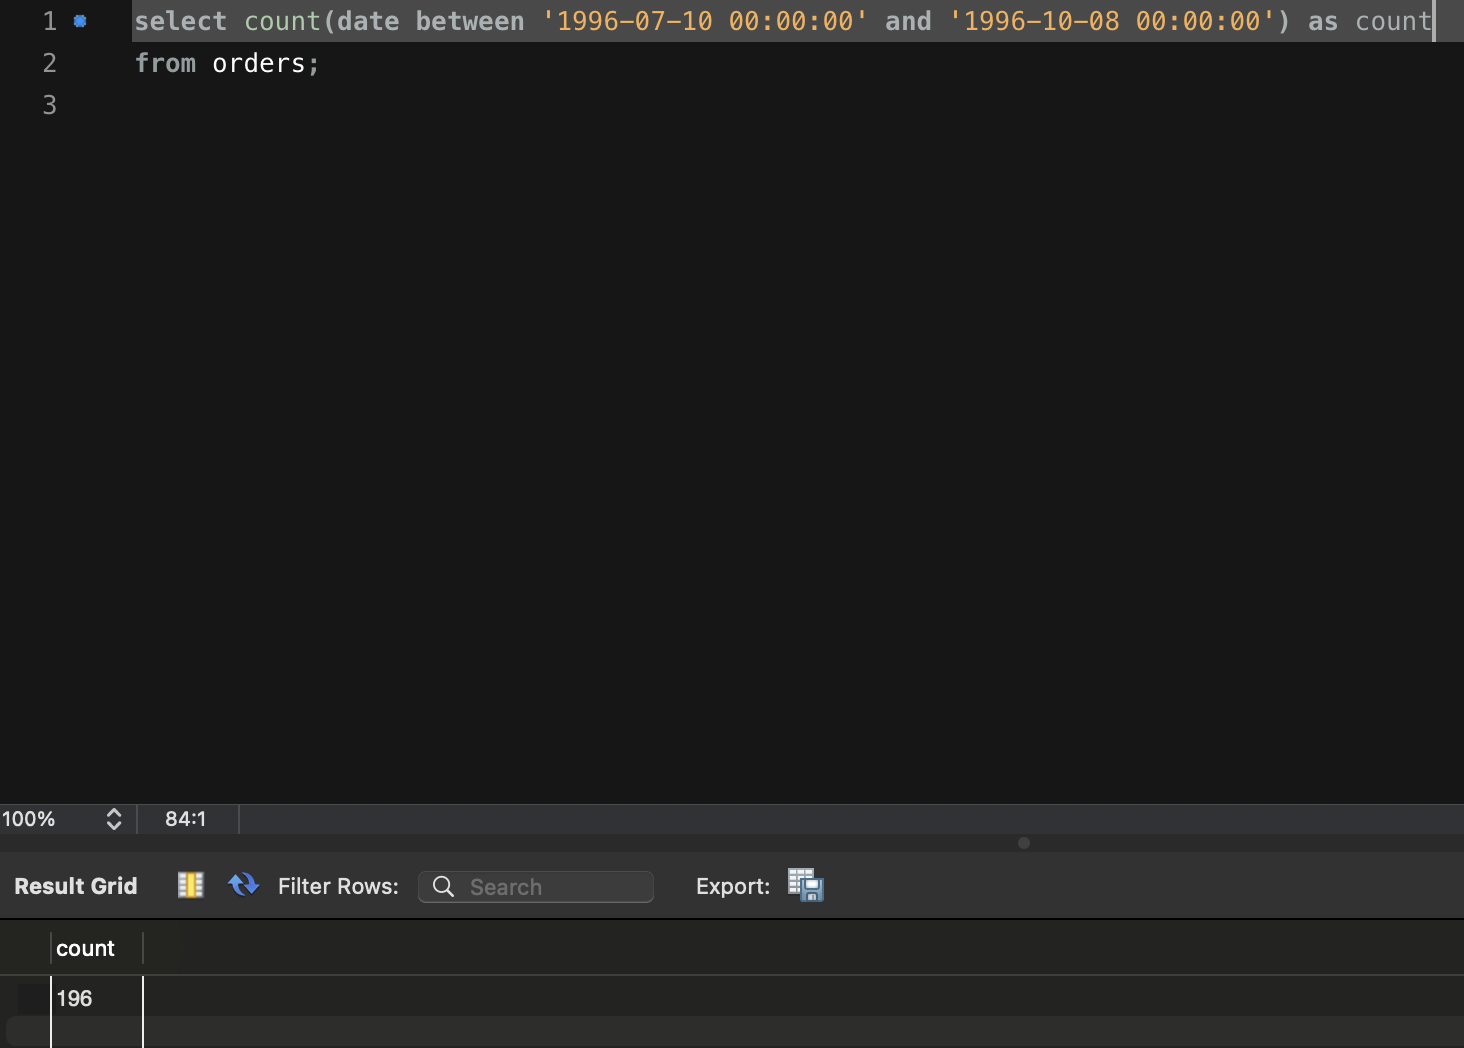 1 select count(date between '1996-07-10 00:00:00' and '1996-10-08 00:00:00') as count
2 from orders;
3
100% 84:1
Result Grid Filter Rows: Search Export:
count
196